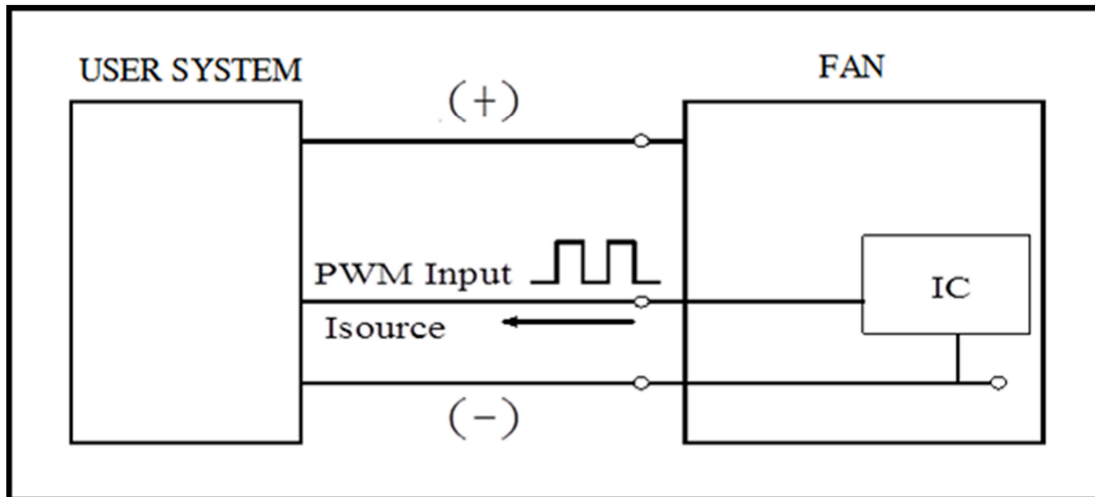 USER SYSTEM
FAN
(+)
PWM Input
IC
Isource
(-)